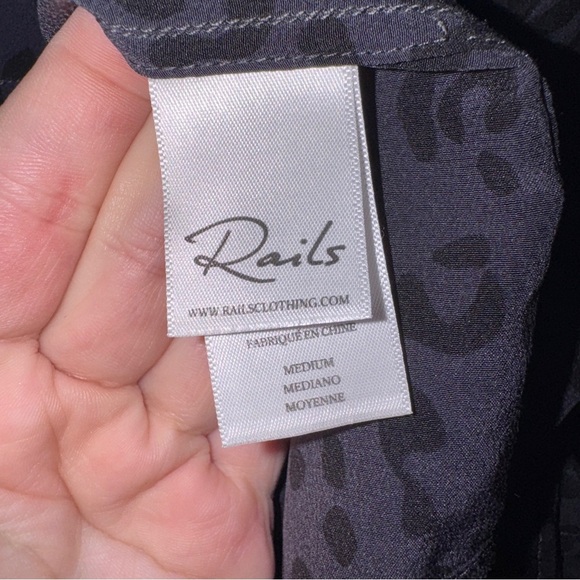 Rails
WWW.RAILSCLOTHING.COM
FABRIQUÉ EN CHINE
MEDIUM
MEDIANO
MOYENNE